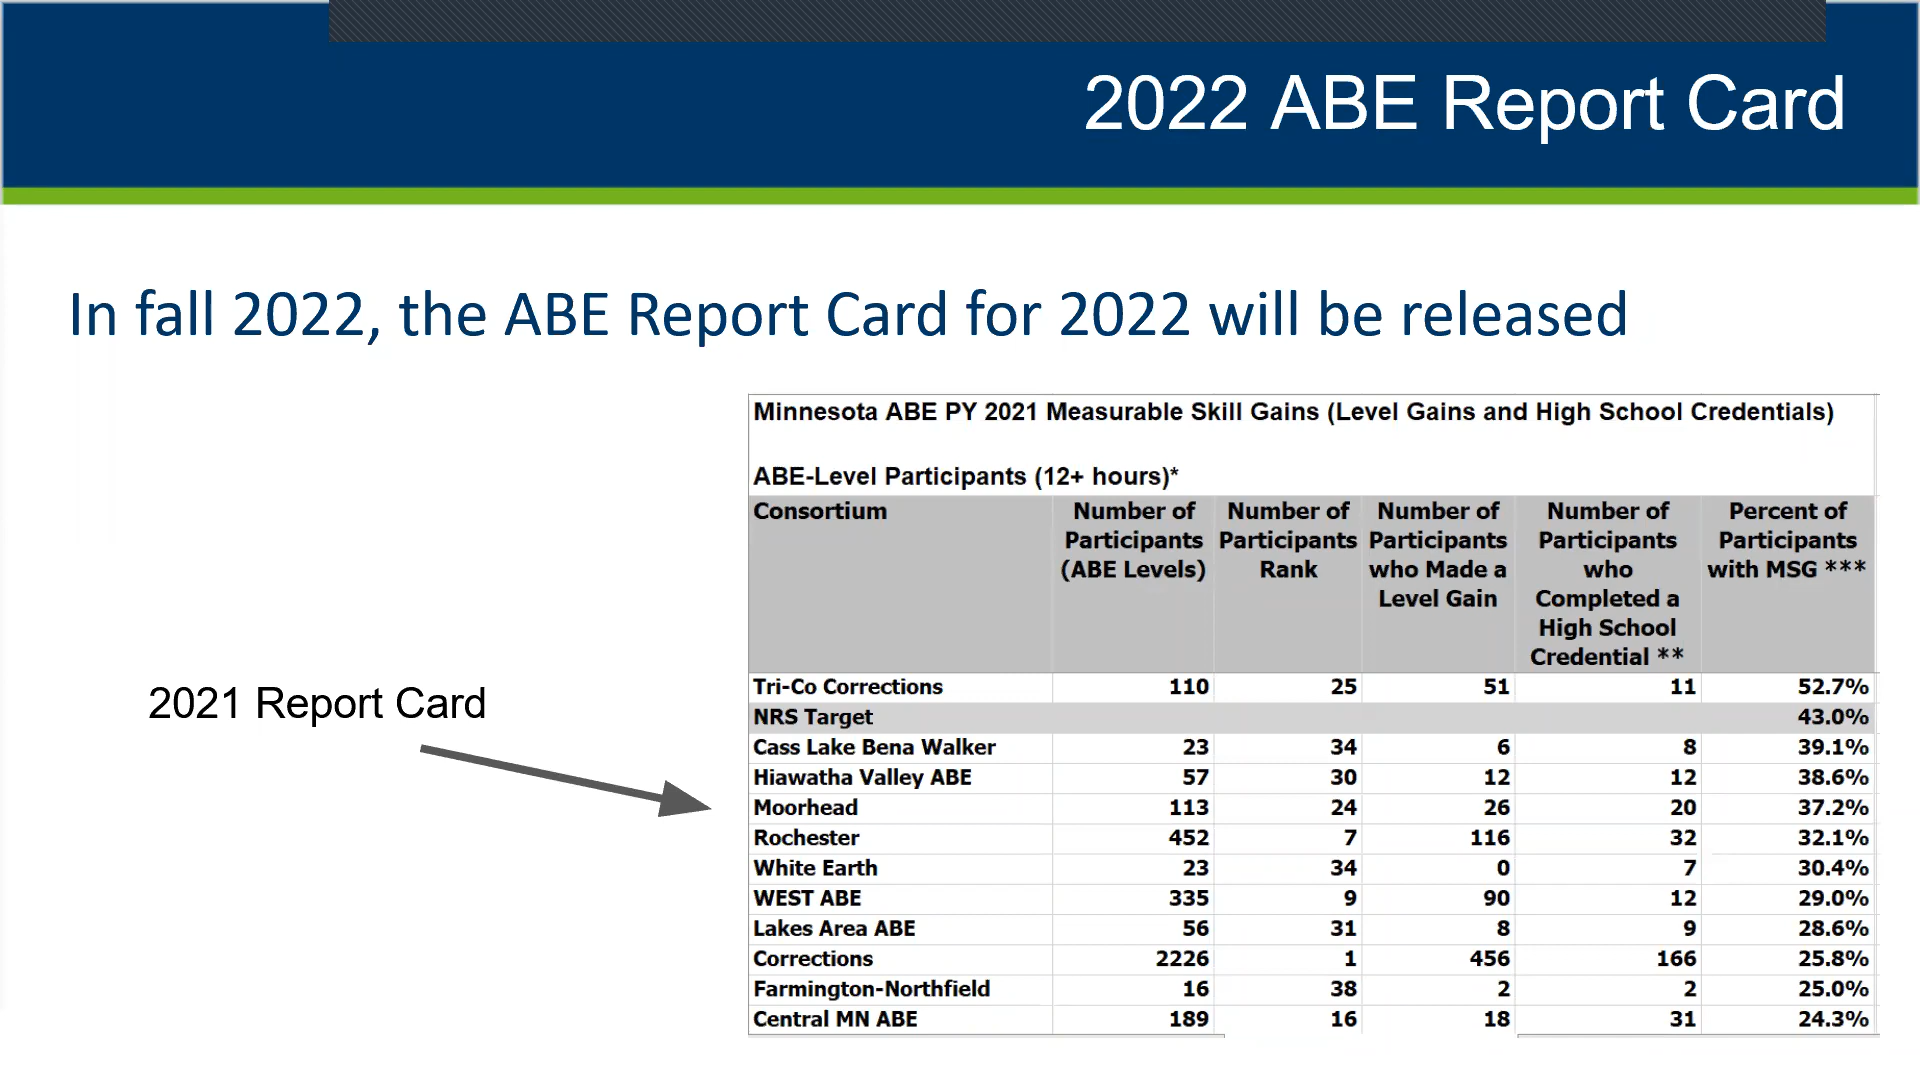 2022 ABE Report Card
In fall 2022, the ABE Report Card for 2022 will be released
2021 Report Card
Minnesota ABE PY 2021 Measurable Skill Gains (Level Gains and High School Credentials)
ABE-Level Participants (12+ hours)*
Consortium Number of Participants (ABE Levels) Number of Participants Rank Number of Participants who Made a Level Gain Number of Participants who Completed a High School Credential ** Percent of Participants with MSG ***
Tri-Co Corrections 110 25 51 11 52.7%
NRS Target 43.0%
Cass Lake Bena Walker 23 34 6 8 39.1%
Hiawatha Valley ABE 57 30 12 12 38.6%
Moorhead 113 24 26 20 37.2%
Rochester 452 7 116 32 32.1%
White Earth 23 34 0 7 30.4%
WEST ABE 335 9 90 12 29.0%
Lakes Area ABE 56 31 8 9 28.6%
Corrections 2226 1 456 166 25.8%
Farmington-Northfield 16 38 2 2 25.0%
Central MN ABE 189 16 18 31 24.3%